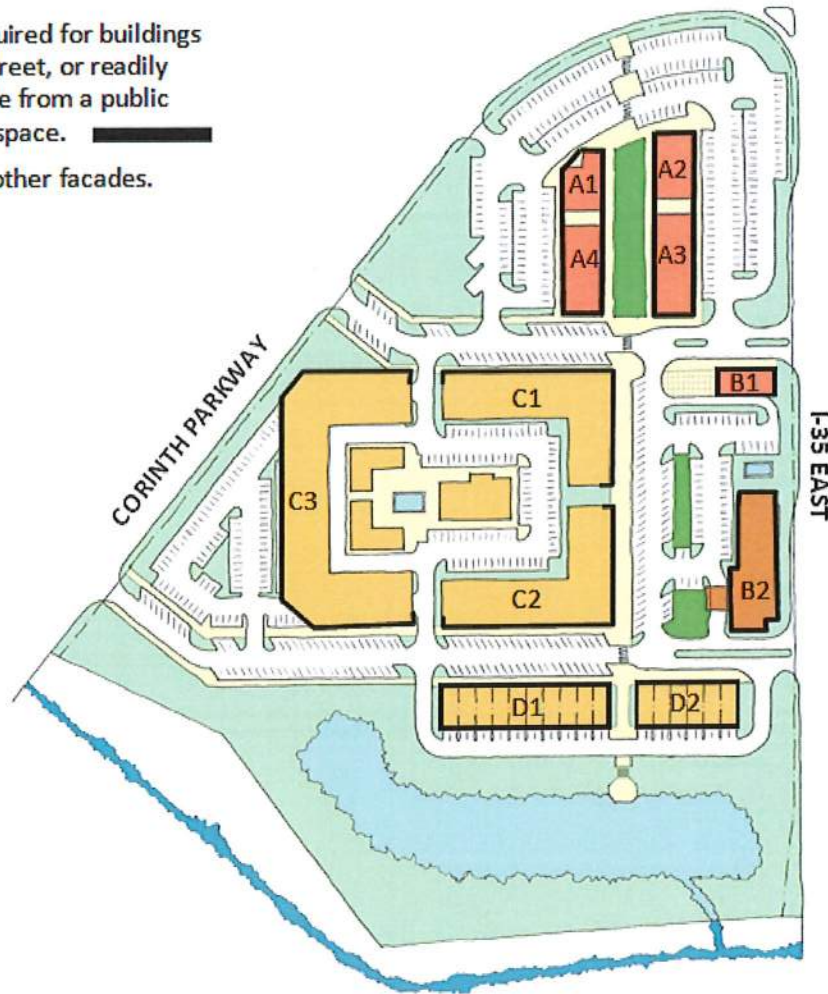 uired for buildings
reet, or readily
e from a public
space.
other facades.
A1
A2
A4
A3
CORINTH PARKWAY
B1
C1
I-35 EAST
C3
B2
C2
D1
D2